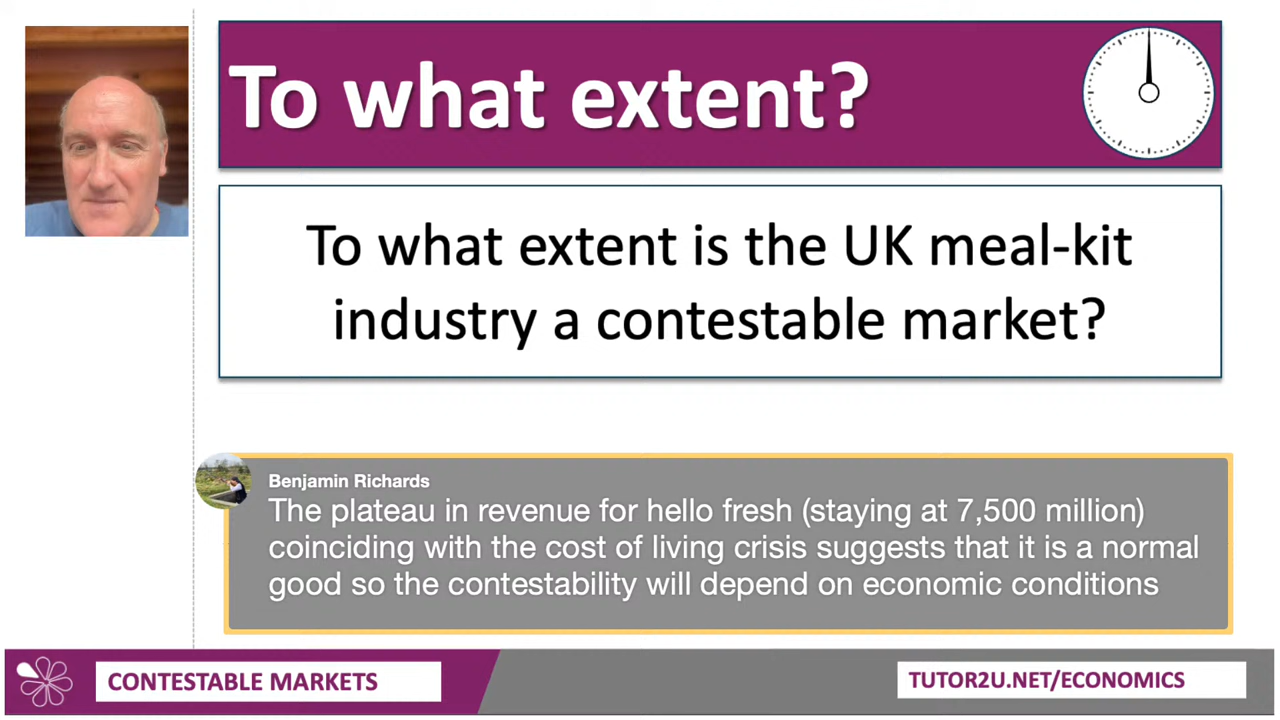 To what extent?
To what extent is the UK meal-kit
industry a contestable market?
Benjamin Richards
The plateau in revenue for hello fresh (staying at 7,500 million)
coinciding with the cost of living crisis suggests that it is a normal
good so the contestability will depend on economic conditions
CONTESTABLE MARKETS
TUTOR2U.NET/ECONOMICS